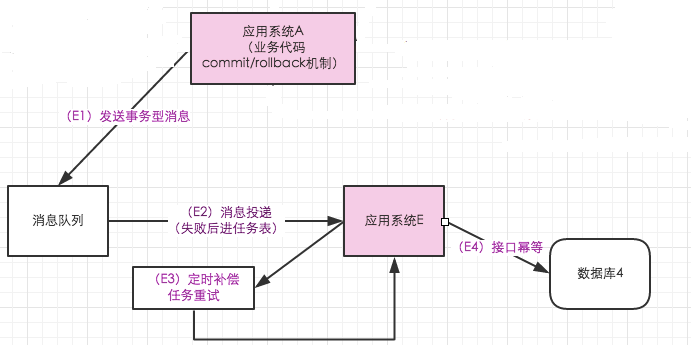 应用系统A
（业务代码
commit/rollback机制）
（E1）发送事务型消息
消息队列
（E2）消息投递
（失败后进任务表）
应用系统E
（E4）接口幂等
数据库4
（E3）定时补偿
任务重试